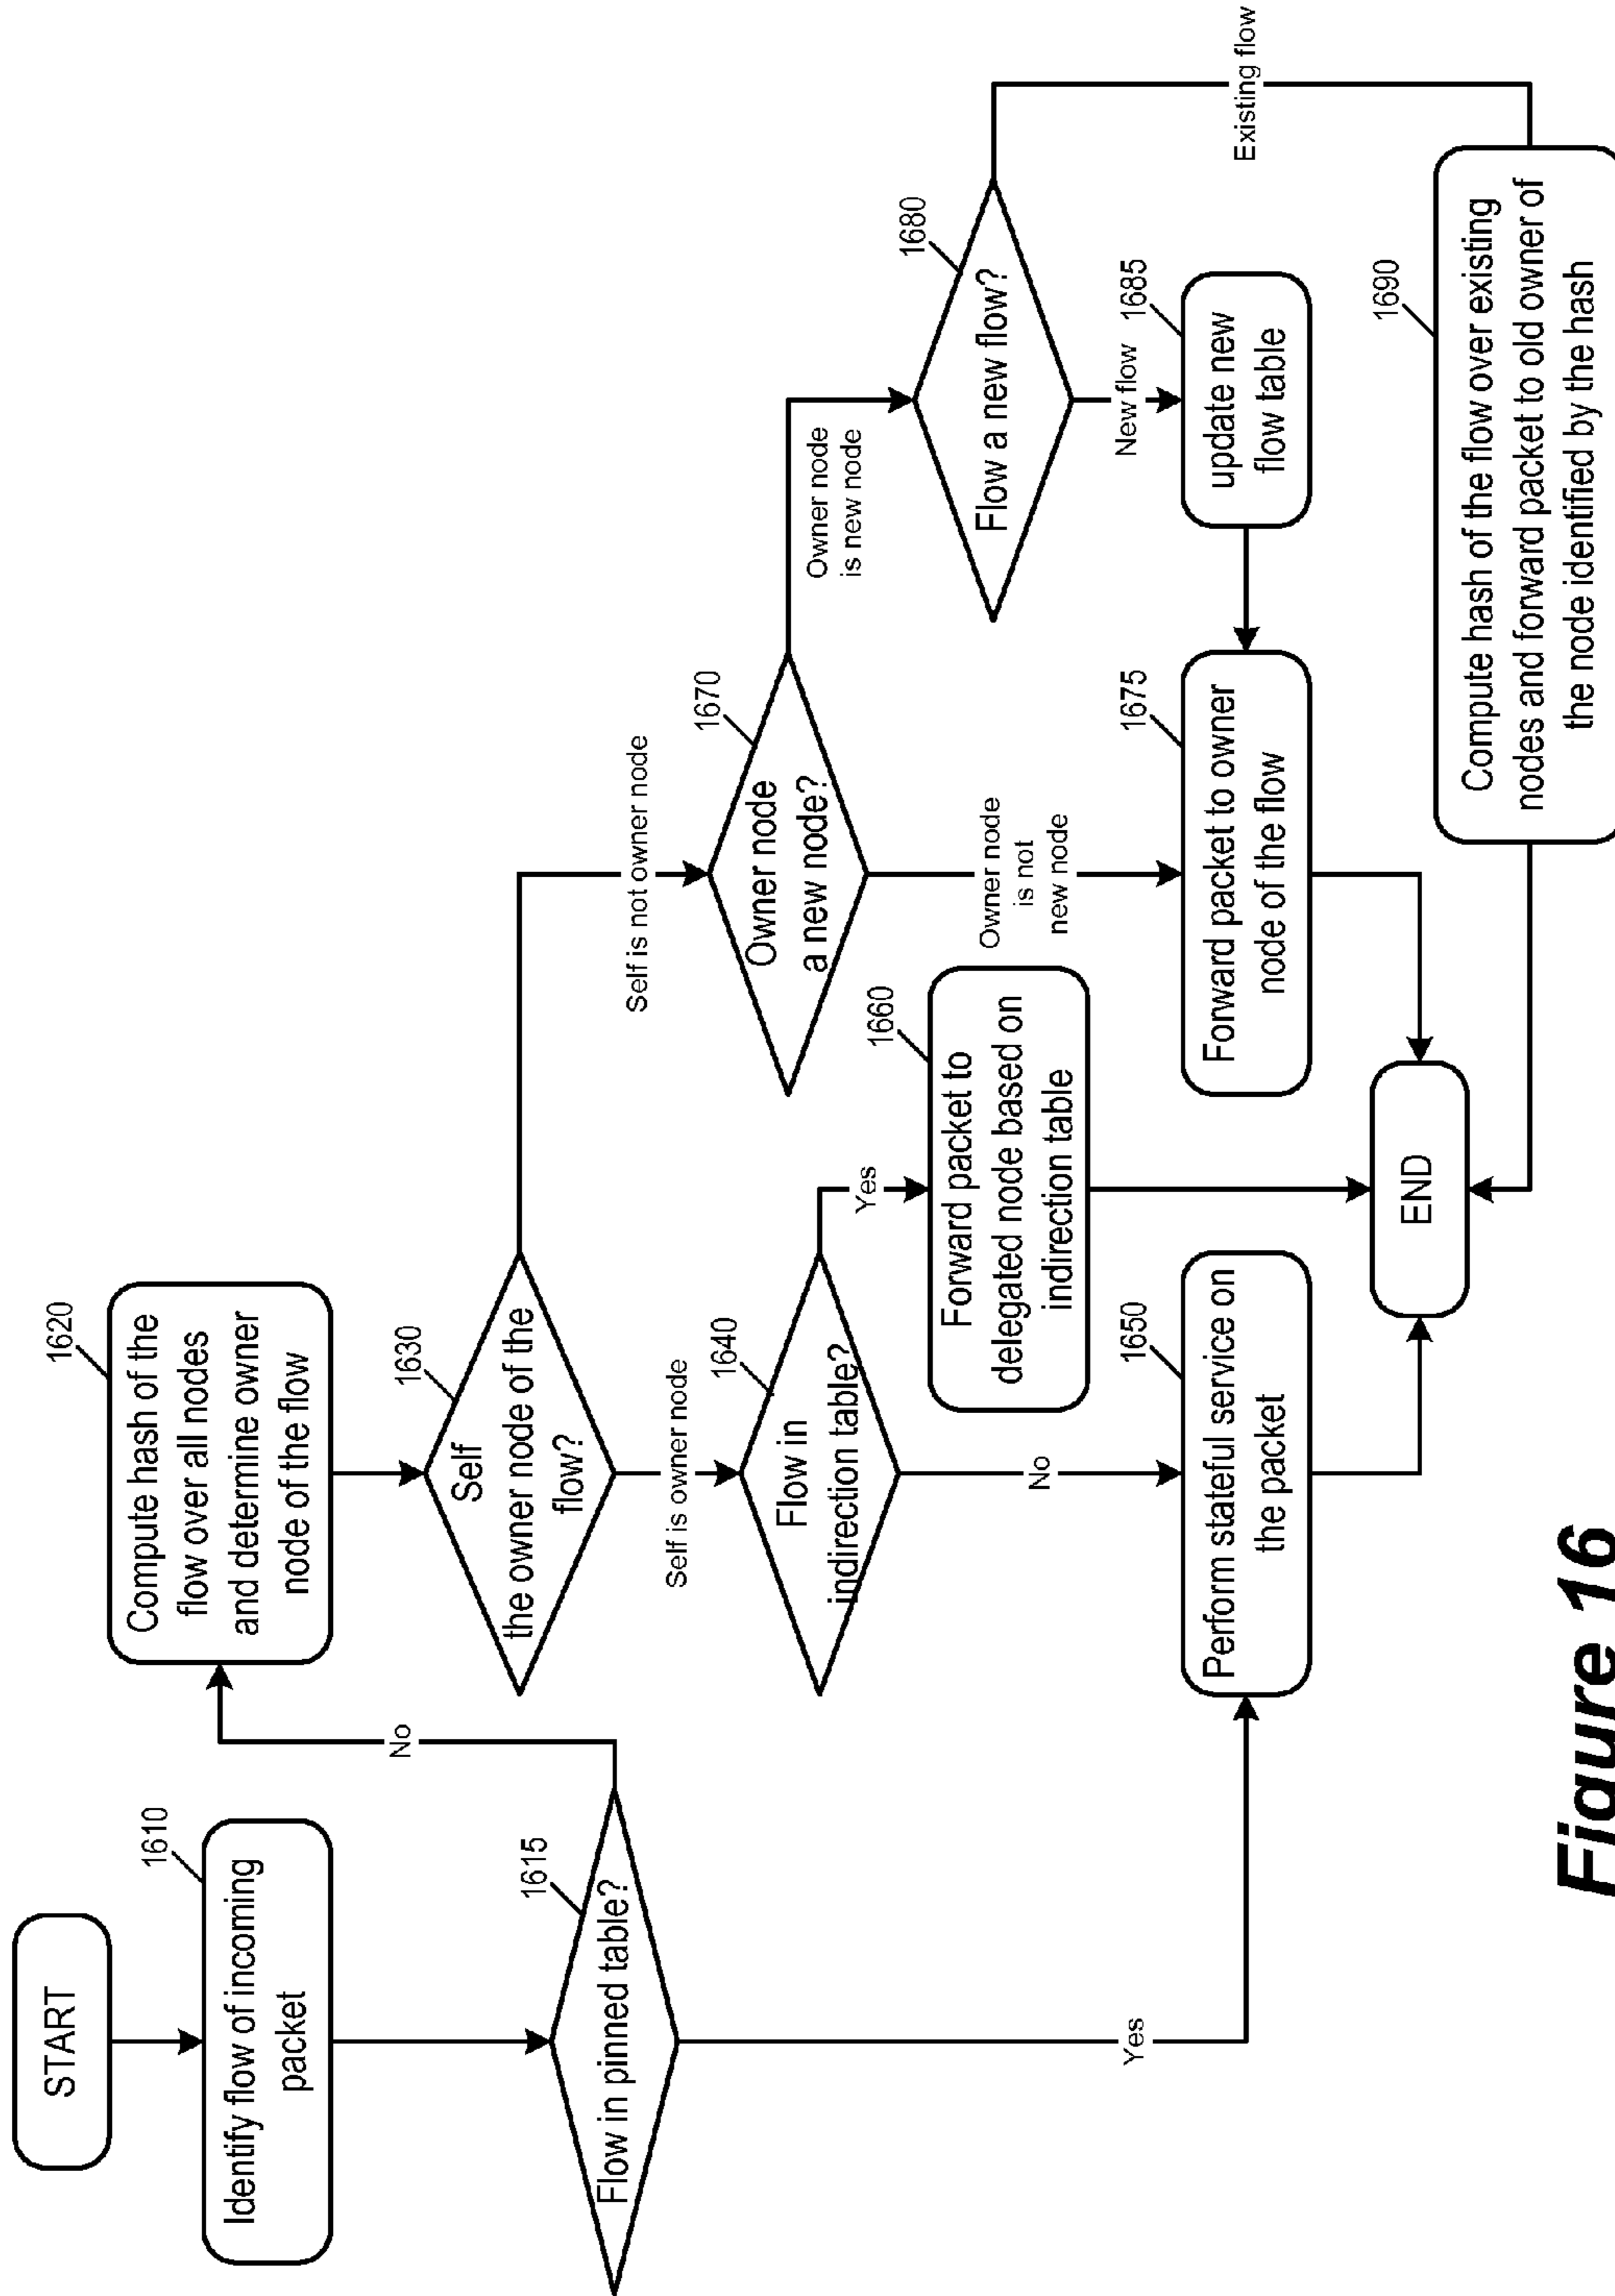 START
1610
Identify flow of incoming
packet
1615
Flow in pinned table?
No
Yes
1620
Compute hash of the
flow over all nodes
and determine owner
node of the flow
1630
Self
the owner node of the
flow?
Self is owner node
Self is not owner node
1640
Flow in
indirection table?
Yes
No
1650
Perform stateful service on
the packet
1660
Forward packet to
delegated node based on
indirection table
1670
Owner node
a new node?
Owner node
is not
new node
Owner node
is new node
1675
Forward packet to owner
node of the flow
1680
Flow a new flow?
New flow
Existing flow
1685
update new
flow table
1690
Compute hash of the flow over existing
nodes and forward packet to old owner of
the node identified by the hash
END
Figure 16